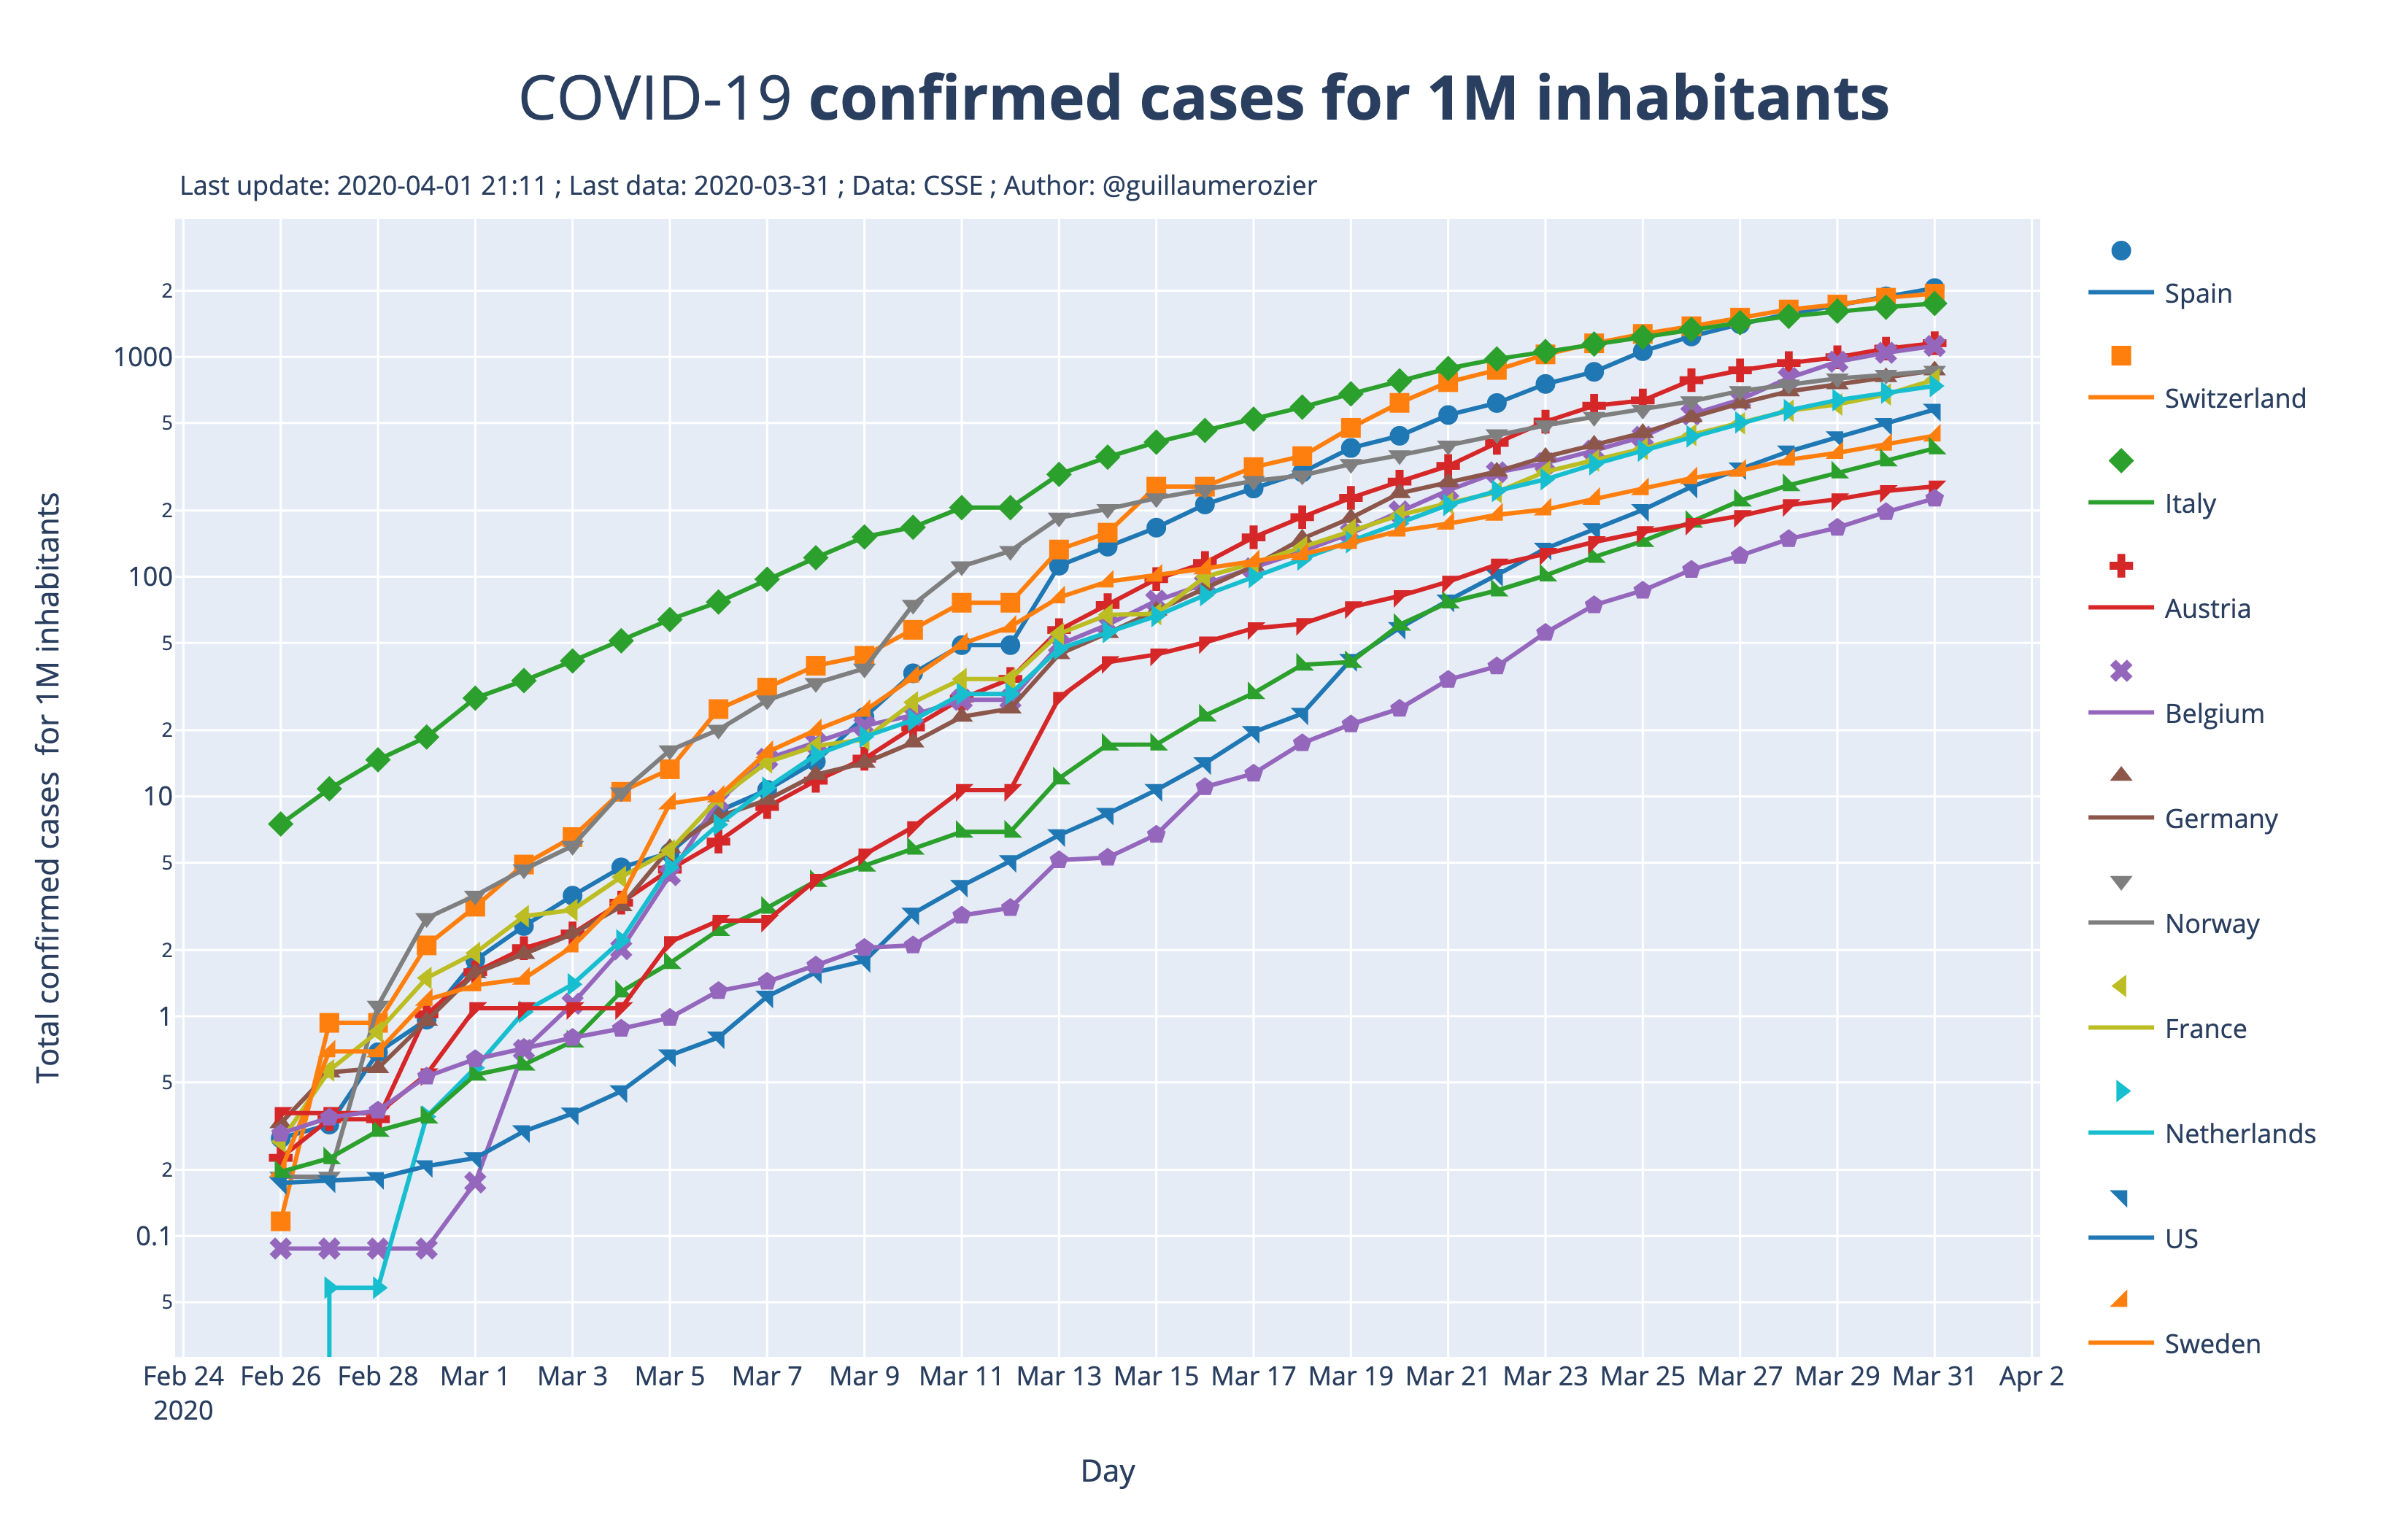 COVID-19 confirmed cases for 1M inhabitants
Last update: 2020-04-01 21:11 ; Last data: 2020-03-31 ; Data: CSSE ; Author: @guillaumerozier
Total confirmed cases for 1M inhabitants
2
1000
5
2
100
5
2
10
5
2
1
5
2
0.1
5
Feb 24 Feb 26 Feb 28 Mar 1 Mar 3 Mar 5 Mar 7 Mar 9 Mar 11 Mar 13 Mar 15 Mar 17 Mar 19 Mar 21 Mar 23 Mar 25 Mar 27 Mar 29 Mar 31 Apr 2
2020
Day
Spain
Switzerland
Italy
Austria
Belgium
Germany
Norway
France
Netherlands
US
Sweden